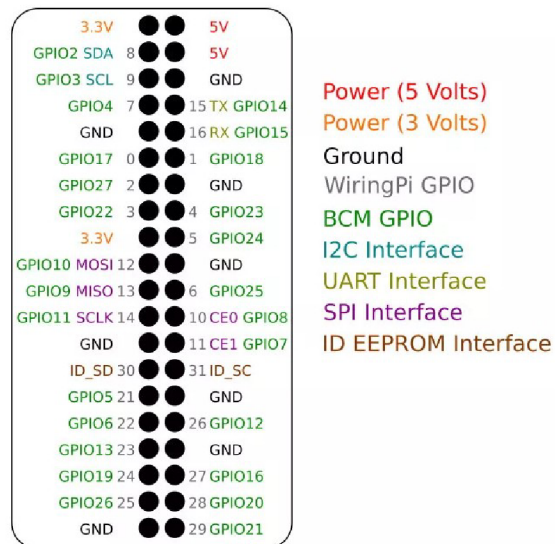 3.3V 5V
GPIO2 SDA 8 5V
GPIO3 SCL 9 GND
GPIO4 7 15 TX GPIO14
GND 16 RX GPIO15
GPIO17 0 1 GPIO18
GPIO27 2 GND
GPIO22 3 4 GPIO23
3.3V 5 GPIO24
GPIO10 MOSI 12 GND
GPIO9 MISO 13 6 GPIO25
GPIO11 SCLK 14 10 CE0 GPIO8
GND 11 CE1 GPIO7
ID_SD 30 31 ID_SC
GPIO5 21 GND
GPIO6 22 26 GPIO12
GPIO13 23 GND
GPIO19 24 27 GPIO16
GPIO26 25 28 GPIO20
GND 29 GPIO21
Power (5 Volts)
Power (3 Volts)
Ground
WiringPi GPIO
BCM GPIO
I2C Interface
UART Interface
SPI Interface
ID EEPROM Interface